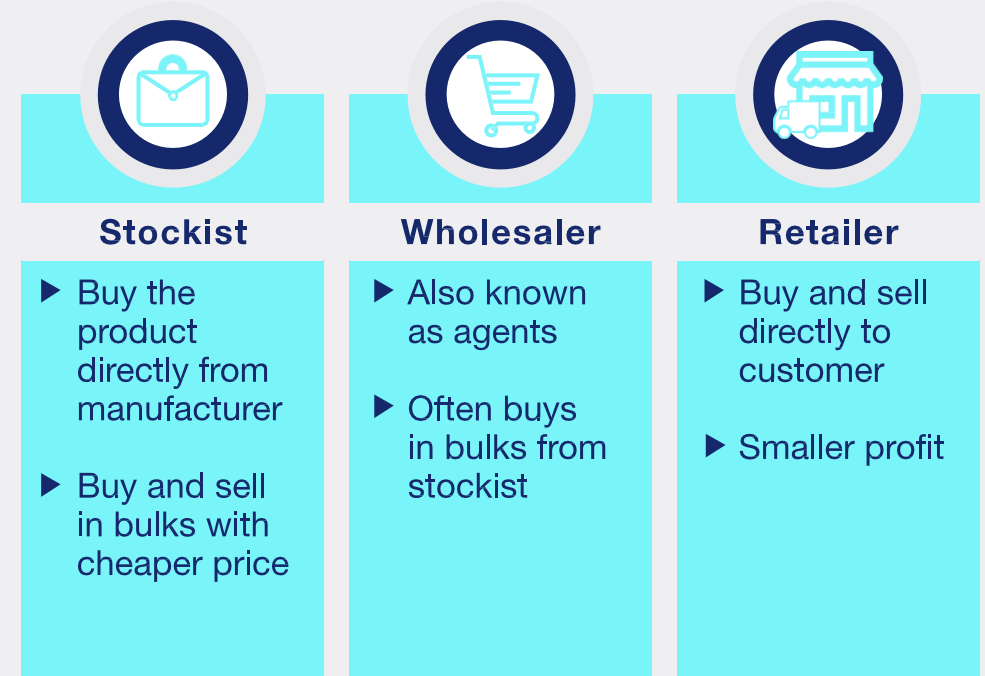 Stockist
Buy the
product
directly from
manufacturer
Buy and sell
in bulks with
cheaper price
Wholesaler
Also known
as agents
Often buys
in bulks from
stockist
Retailer
Buy and sell
directly to
customer
Smaller profit